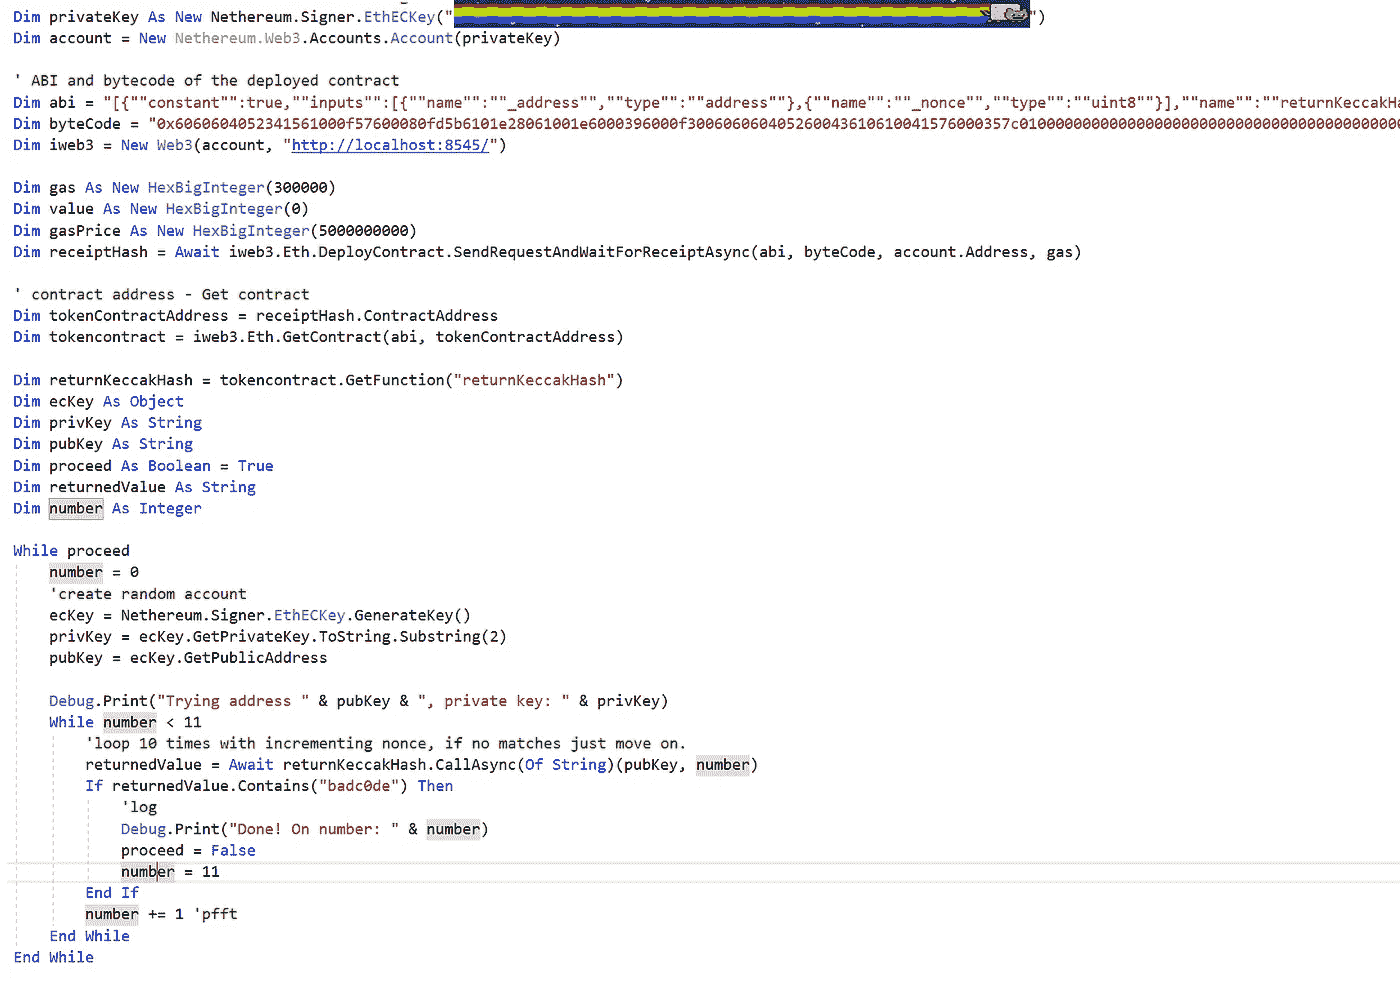 Dim privateKey As New Nethereum.Signer.EthECKey("")
Dim account = New Nethereum.Web3.Accounts.Account(privateKey)
' ABI and bytecode of the deployed contract
Dim abi = "[{""constant"":true,""inputs"":[{""name"":""_address"",""type"":""address""},{""name"":""_nonce"",""type"":""uint8""}],""name"":""returnKeccakHa
Dim byteCode =
Dim iweb3 = New Web3(account, "http://localhost:8545/")
Dim gas As New HexBigInteger(300000)
Dim value As New HexBigInteger(0)
Dim gasPrice As New HexBigInteger(5000000000)
Dim receiptHash = Await iweb3.Eth.DeployContract.SendRequestAndWaitForReceiptAsync(abi, byteCode, account.Address, gas)
' contract address - Get contract
Dim tokenContractAddress = receiptHash.ContractAddress
Dim tokencontract = iweb3.Eth.GetContract(abi, tokenContractAddress)
Dim returnKeccakHash = tokencontract.GetFunction("returnKeccakHash")
Dim ecKey As Object
Dim privKey As String
Dim pubKey As String
Dim proceed As Boolean = True
Dim returnedValue As String
Dim number As Integer
While proceed
number = 0
'create random account
ecKey = Nethereum.Signer.EthECKey.GenerateKey()
privKey = ecKey.GetPrivateKey.ToString.Substring(2)
pubKey = ecKey.GetPublicAddress
Debug.Print("Trying address " & pubKey & ", private key: " & privKey)
While number < 11
'loop 10 times with incrementing nonce, if no matches just move on.
returnedValue = Await returnKeccakHash.CallAsync(Of String)(pubKey, number)
If returnedValue.Contains("badc0de") Then
'log
Debug.Print("Done! On number: " & number)
proceed = False
number = 11
End If
number += 1 'pfft
End While
End While